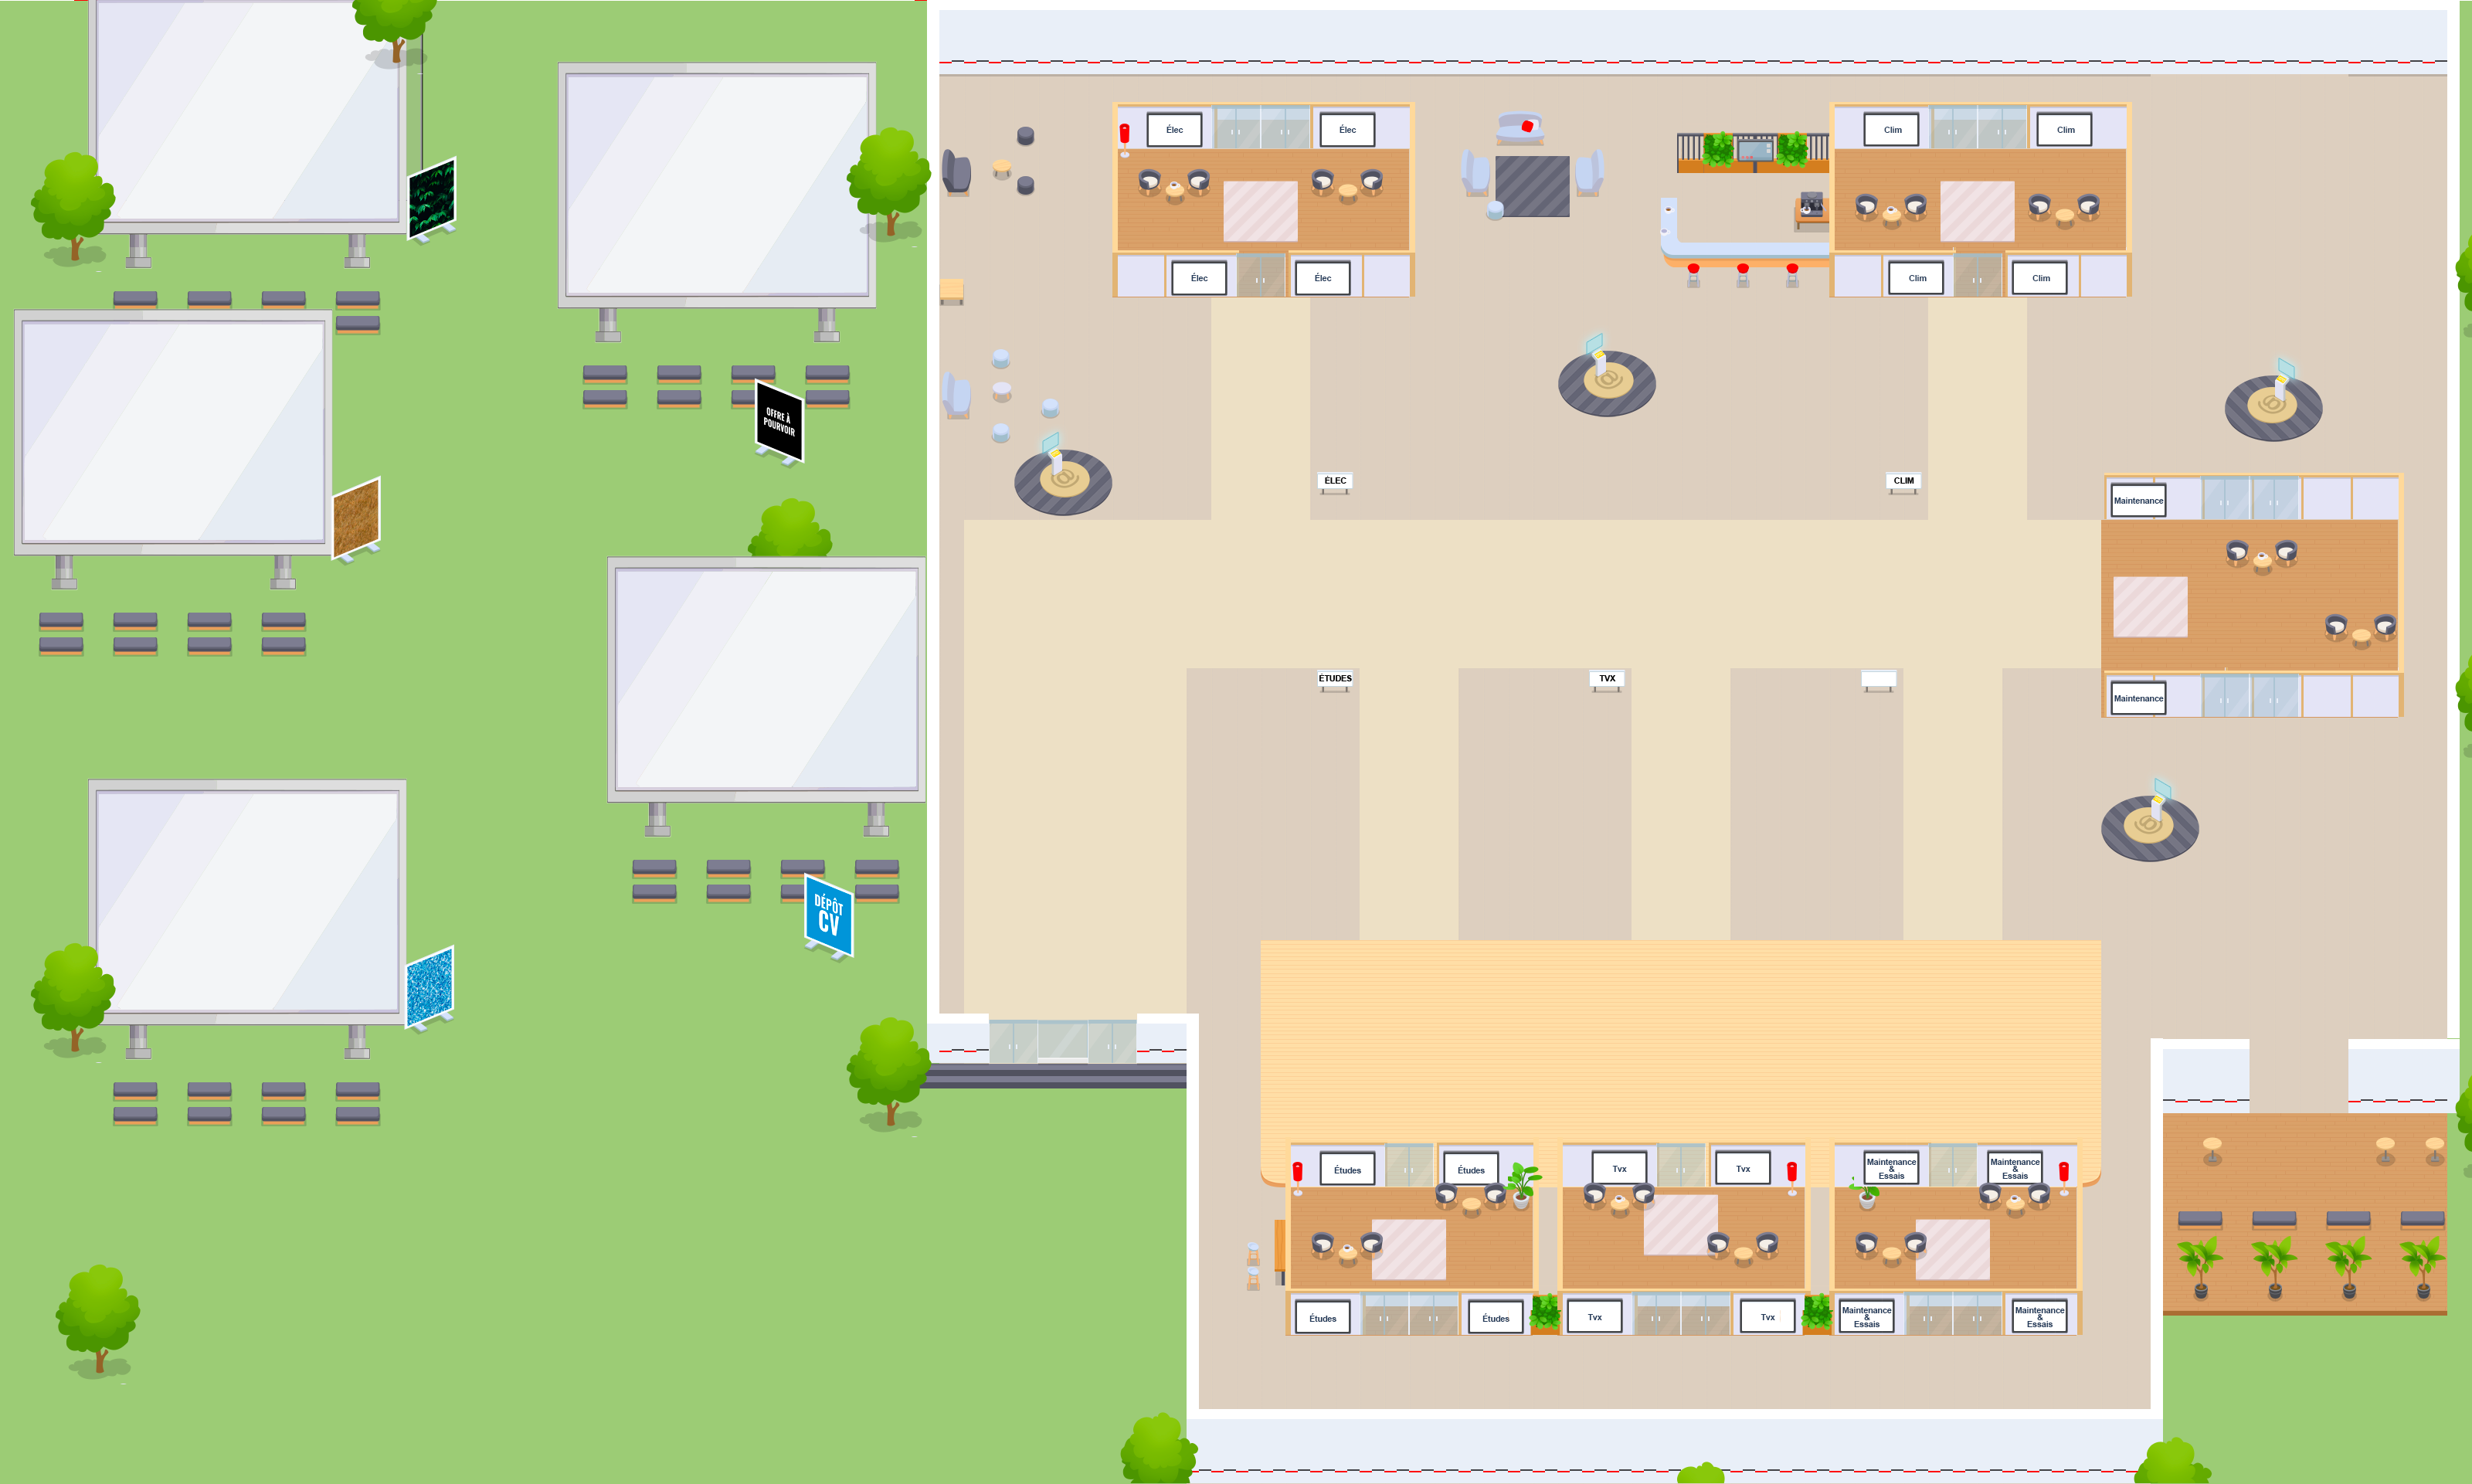 Élec
Élec
Clim
Clim
Élec
Élec
Clim
Clim
OFFRE À
POURVOIR
ÉLEC
CLIM
Maintenance
ÉTUDES
TVX
Maintenance
DÉPÔT
CV
Études
Études
Tvx
Tvx
Maintenance
&
Essais
Maintenance
&
Essais
Études
Études
Tvx
Tvx
Maintenance
&
Essais
Maintenance
&
Essais